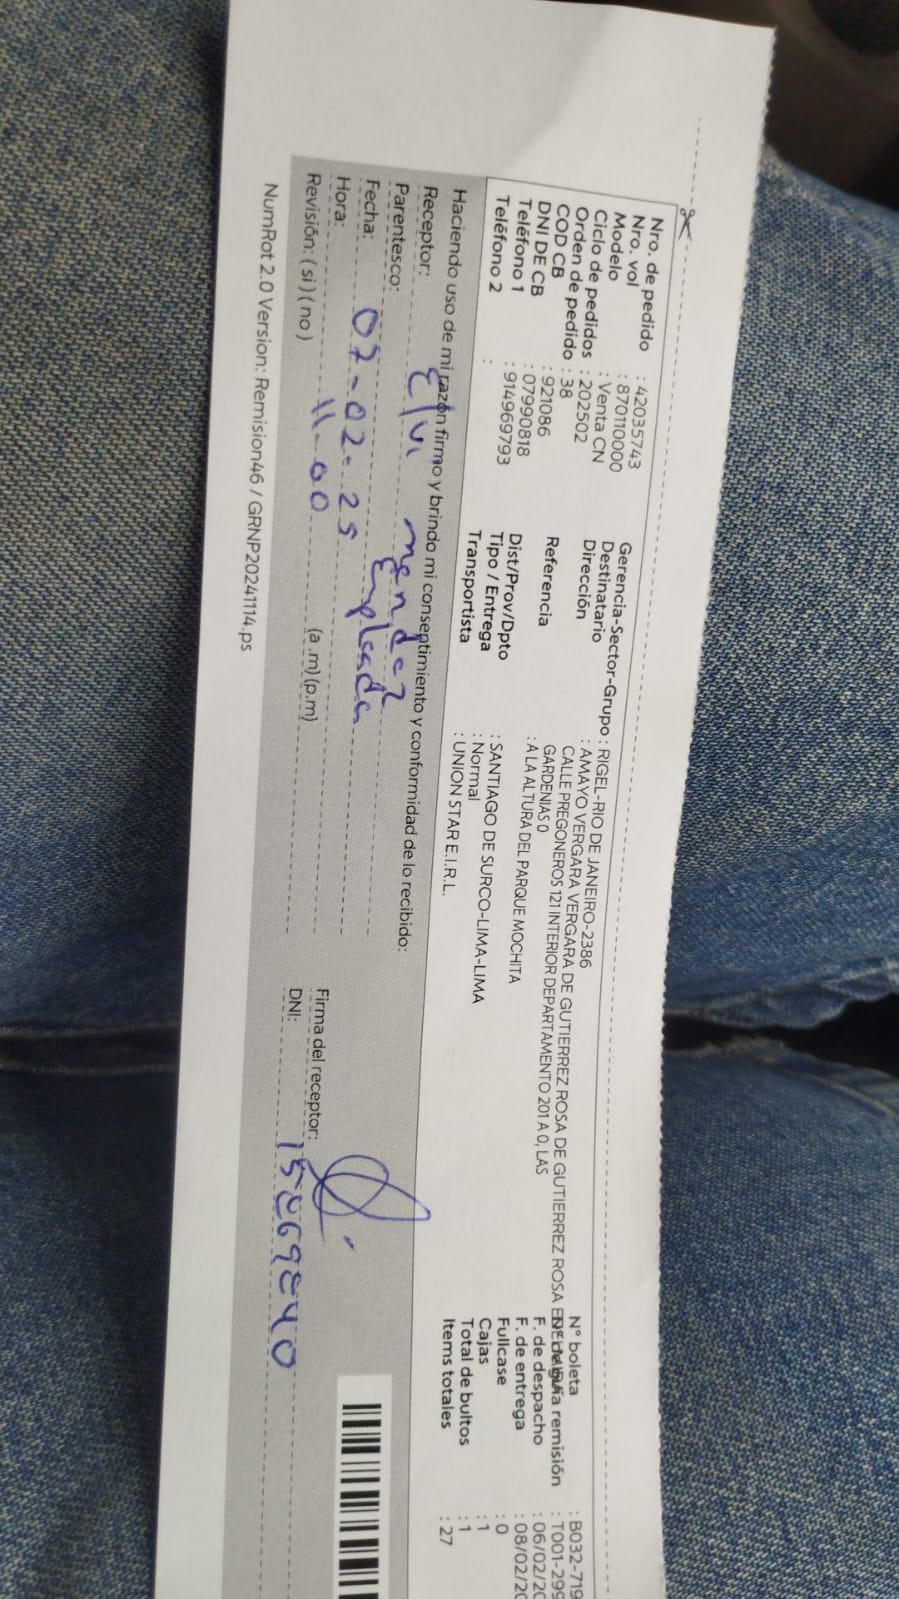 Nro. de pedido : 42035743
Nro. vol : 870110000
Modelo : Venta CN
Ciclo de pedidos : 202502
Orden de pedido : 38
COD CB : 921086
DNI DE CB : 07990818
Teléfono 1 : 914969793
Teléfono 2 :
Gerencia-Sector-Grupo : RIGEL-RIO DE JANEIRO-2386
Destinatario : AMAYO VERGARA VERGARA DE GUTIERREZ ROSA DE GUTIERREZ ROSA
Dirección CALLE PREGONEROS 121 INTERIOR DEPARTAMENTO 201 A 0, LAS
GARDENIAS 0
Referencia : A LA ALTURA DEL PARQUE MOCHITA
Dist/Prov/Dpto : SANTIAGO DE SURCO-LIMA-LIMA
Tipo / Entrega : Normal
Transportista : UNION STAR E.I.R.L.
N° boleta : B032-719
guía remisión : T001-299
F. de despacho : 06/02/20
F. de entrega : 08/02/20
Fullcase : 0
Cajas : 1
Total de bultos : 1
Items totales : 27
Haciendo uso de mi razón firmo y brindo mi consentimiento y conformidad de lo recibido:
Receptor: Elvi mendez
Parentesco: Empleada
Fecha: 07-02-25
Hora: 11-00 (a.m)(p.m)
Revisión: ( si ) ( no )
Firma del receptor:
DNI:
NumRot 2.0 Version: Remision46 / GRNP20241114.ps